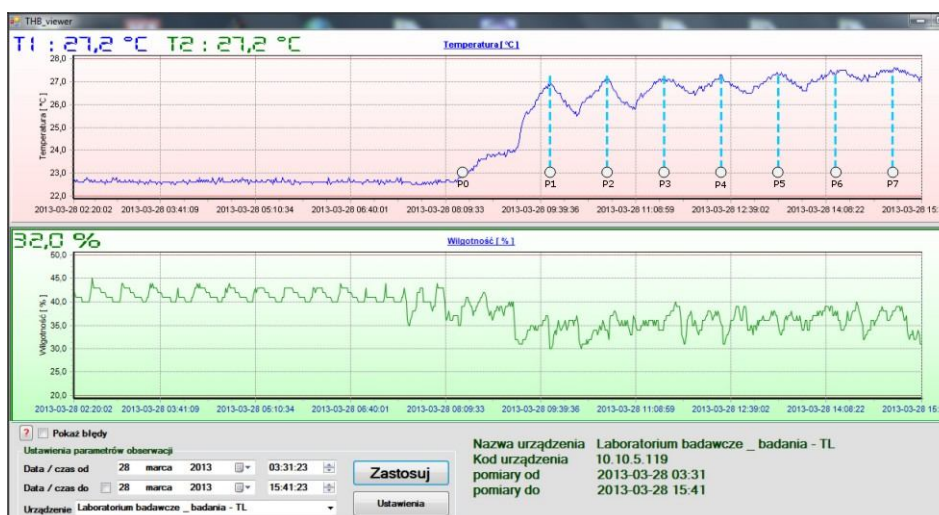 THB_viewer
T1 : 27,2 °C T2 : 27,2 °C
Temperatura [ °C ]
28,0
27,0
26,0
25,0
24,0
23,0
22,0
Temperatura [ °C ]
P0 P1 P2 P3 P4 P5 P6 P7
2013-03-28 02:20:02 2013-03-28 03:41:09 2013-03-28 05:10:34 2013-03-28 06:40:01 2013-03-28 08:09:33 2013-03-28 09:39:36 2013-03-28 11:08:59 2013-03-28 12:39:02 2013-03-28 14:08:22 2013-03-28 15:
32,0 %
Wilgotność [ % ]
50,0
45,0
40,0
35,0
30,0
25,0
20,0
Wilgotność [ % ]
2013-03-28 02:20:02 2013-03-28 03:41:09 2013-03-28 05:10:34 2013-03-28 06:40:01 2013-03-28 08:09:33 2013-03-28 09:39:36 2013-03-28 11:08:59 2013-03-28 12:39:02 2013-03-28 14:08:22 2013-03-28 15:
? Pokaż błędy
Ustawienia parametrów obserwacji
Data / czas od 28 marca 2013 03:31:23
Data / czas do 28 marca 2013 15:41:23
Urządzenie Laboratorium badawcze _ badania - TL
Zastosuj
Ustawienia
Nazwa urządzenia Laboratorium badawcze _ badania - TL
Kod urządzenia 10.10.5.119
pomiary od 2013-03-28 03:31
pomiary do 2013-03-28 15:41